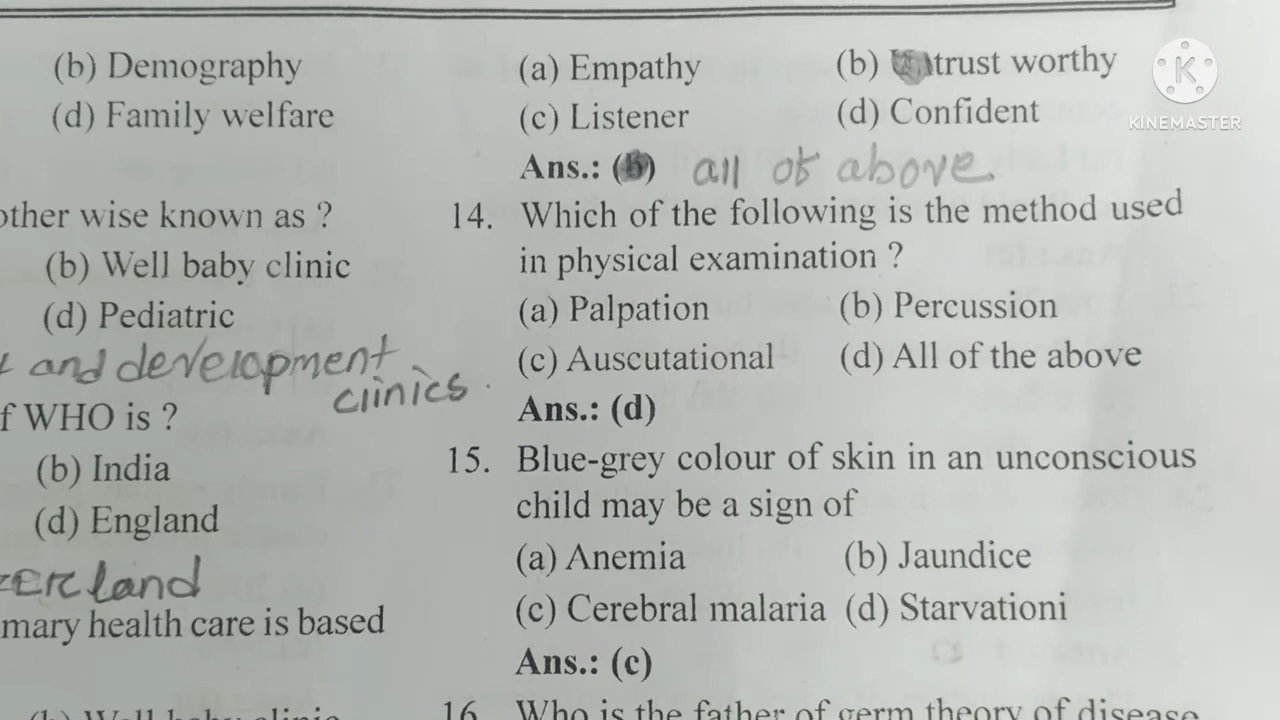 (b) Demography
(d) Family welfare
other wise known as ?
(b) Well baby clinic
(d) Pediatric
and development
clinics.
f WHO is ?
(b) India
(d) England
zerland
mary health care is based
(b) Well baby clinic
(a) Empathy (b) trust worthy
(c) Listener (d) Confident
Ans.: (b) all of above
14. Which of the following is the method used
in physical examination ?
(a) Palpation (b) Percussion
(c) Auscutational (d) All of the above
Ans.: (d)
15. Blue-grey colour of skin in an unconscious
child may be a sign of
(a) Anemia (b) Jaundice
(c) Cerebral malaria (d) Starvationi
Ans.: (c)
16. Who is the father of germ theory of disease
K
KINEMASTER